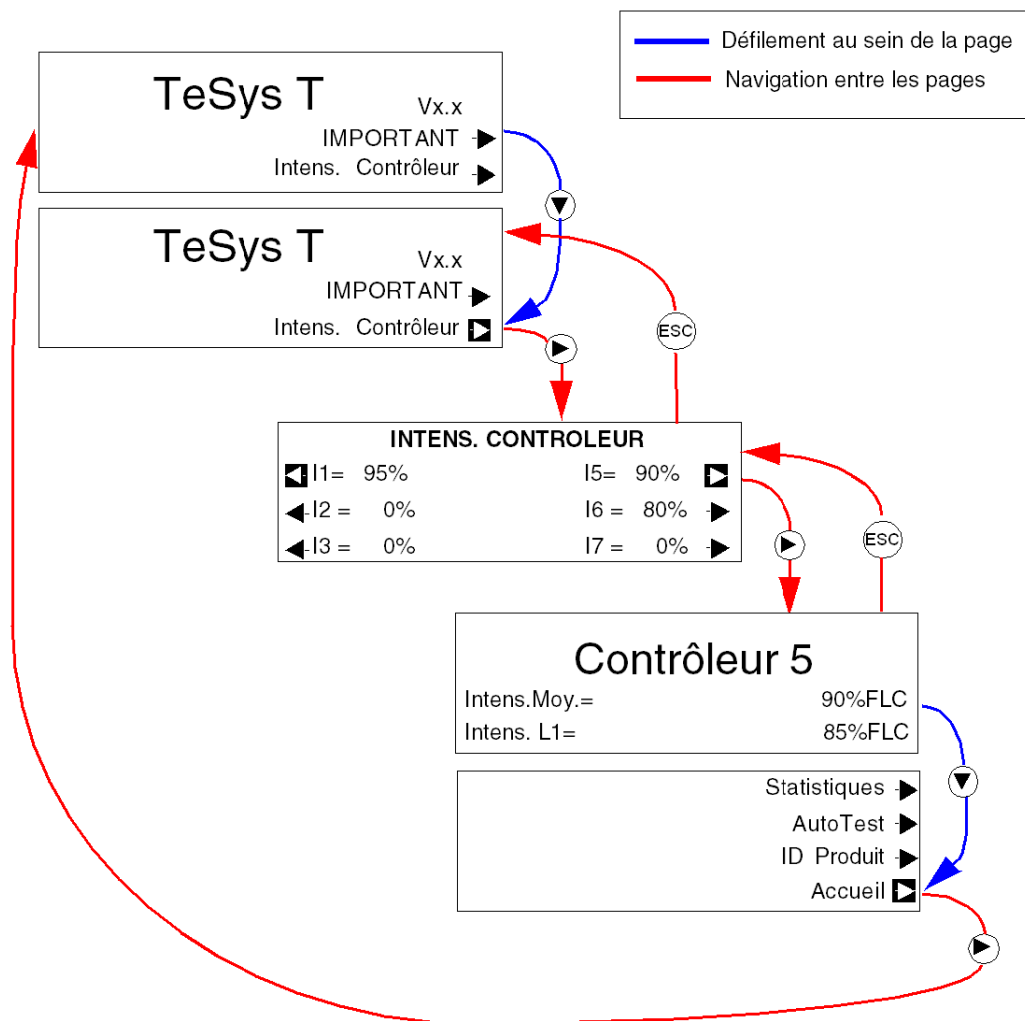 Défilement au sein de la page
Navigation entre les pages
TeSys T
Vx.x
IMPORTANT
Intens. Contrôleur
TeSys T
Vx.x
IMPORTANT
Intens. Contrôleur
ESC
INTENS. CONTROLEUR
I1= 95% I5= 90%
I2 = 0% I6 = 80%
I3 = 0% I7 = 0%
ESC
Contrôleur 5
Intens.Moy.= 90%FLC
Intens. L1= 85%FLC
Statistiques
AutoTest
ID Produit
Accueil